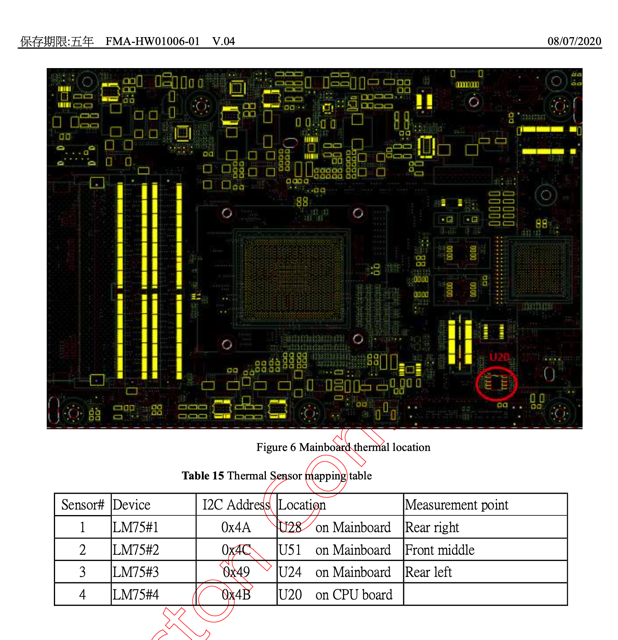 保存期限:五年 FMA-HW01006-01 V.04 08/07/2020
U20
Figure 6 Mainboard thermal location
Table 15 Thermal Sensor mapping table
Sensor# Device I2C Address Location Measurement point
1 LM75#1 0x4A U28 on Mainboard Rear right
2 LM75#2 0x4C U51 on Mainboard Front middle
3 LM75#3 0x49 U24 on Mainboard Rear left
4 LM75#4 0x4B U20 on CPU board